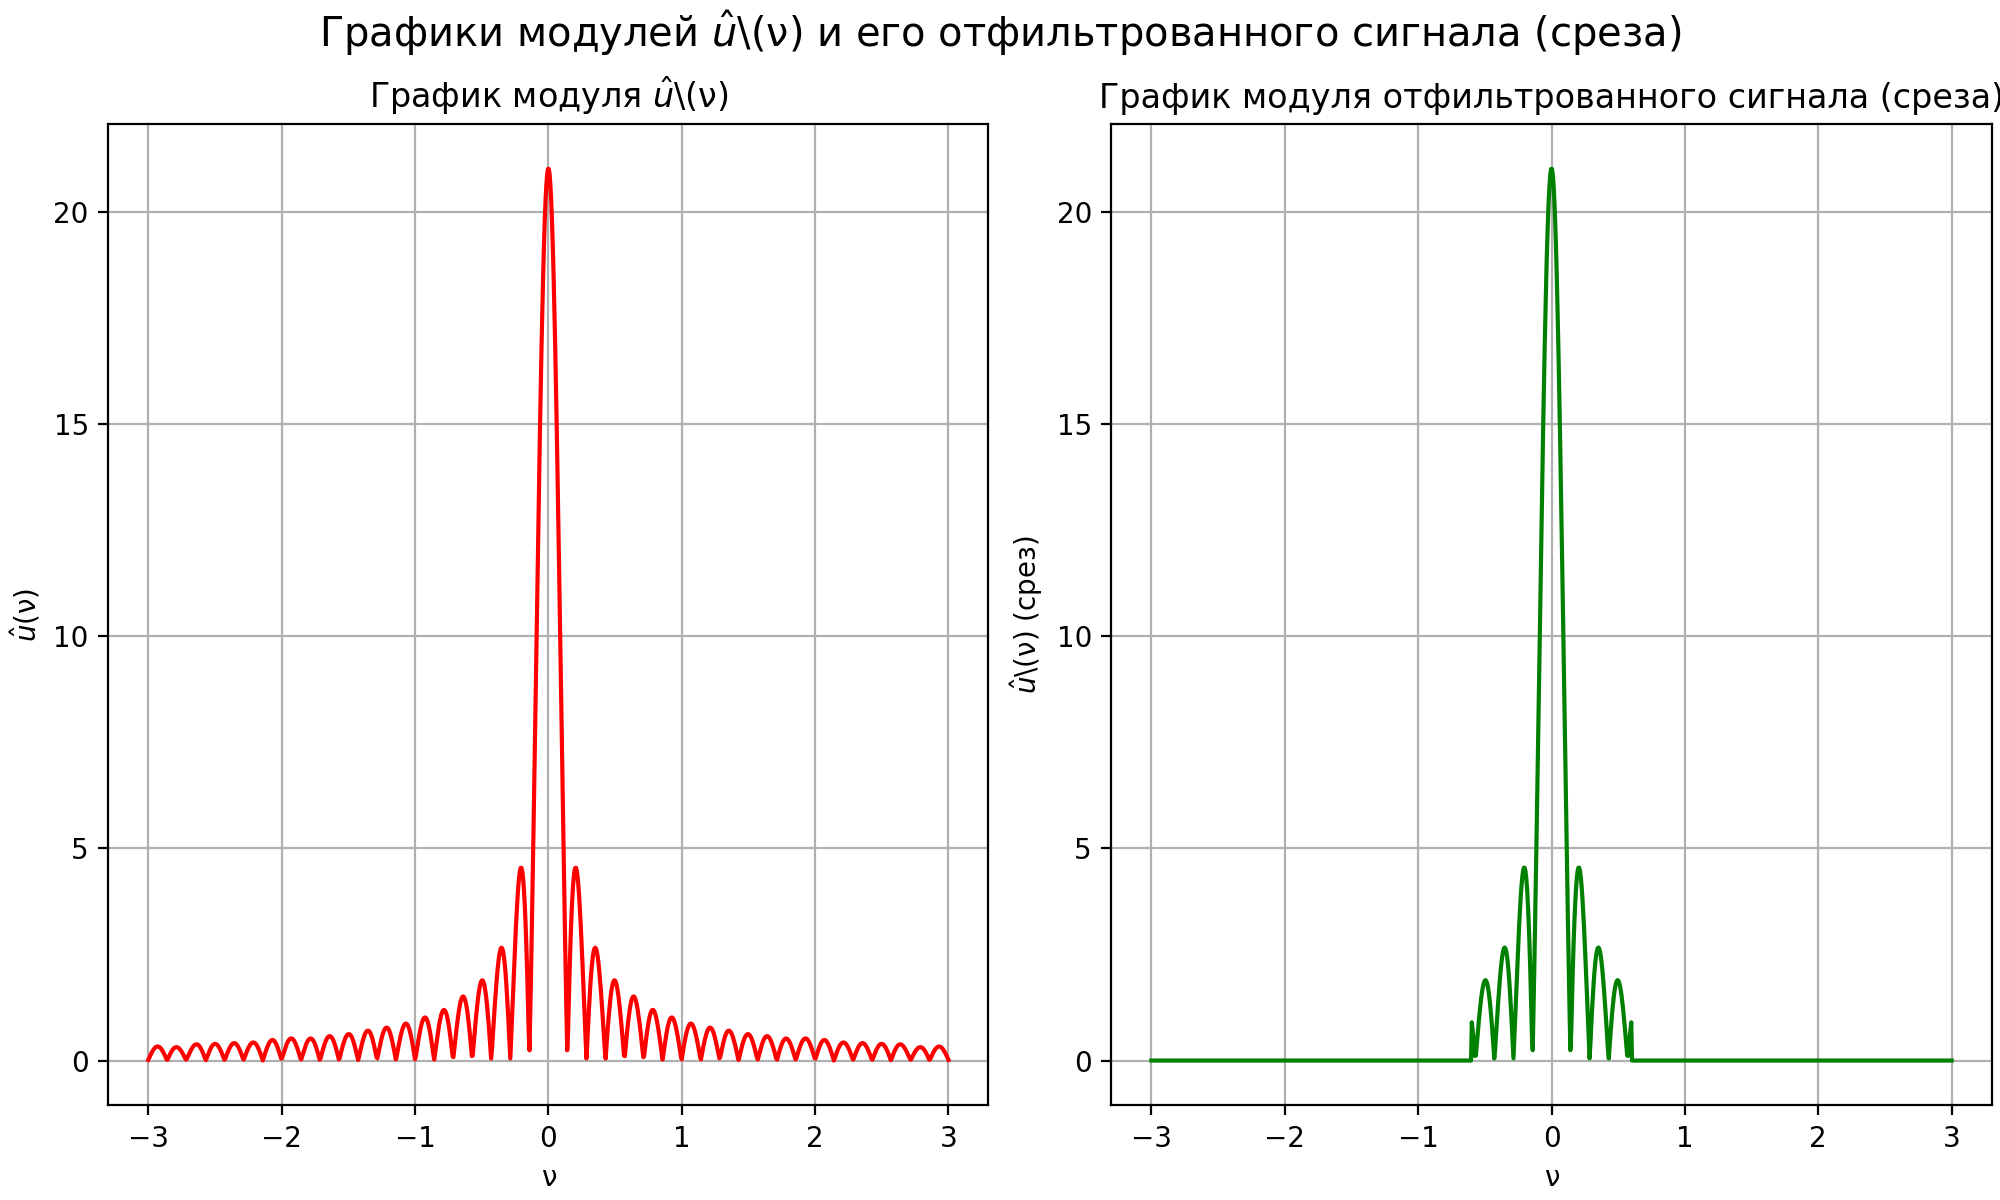 Графики модулей û\(ν) и его отфильтрованного сигнала (среза)
График модуля û\(ν)
û(ν)
20
15
10
5
0
−3 −2 −1 0 1 2 3
ν
График модуля отфильтрованного сигнала (среза)
û\(ν) (срез)
20
15
10
5
0
−3 −2 −1 0 1 2 3
ν